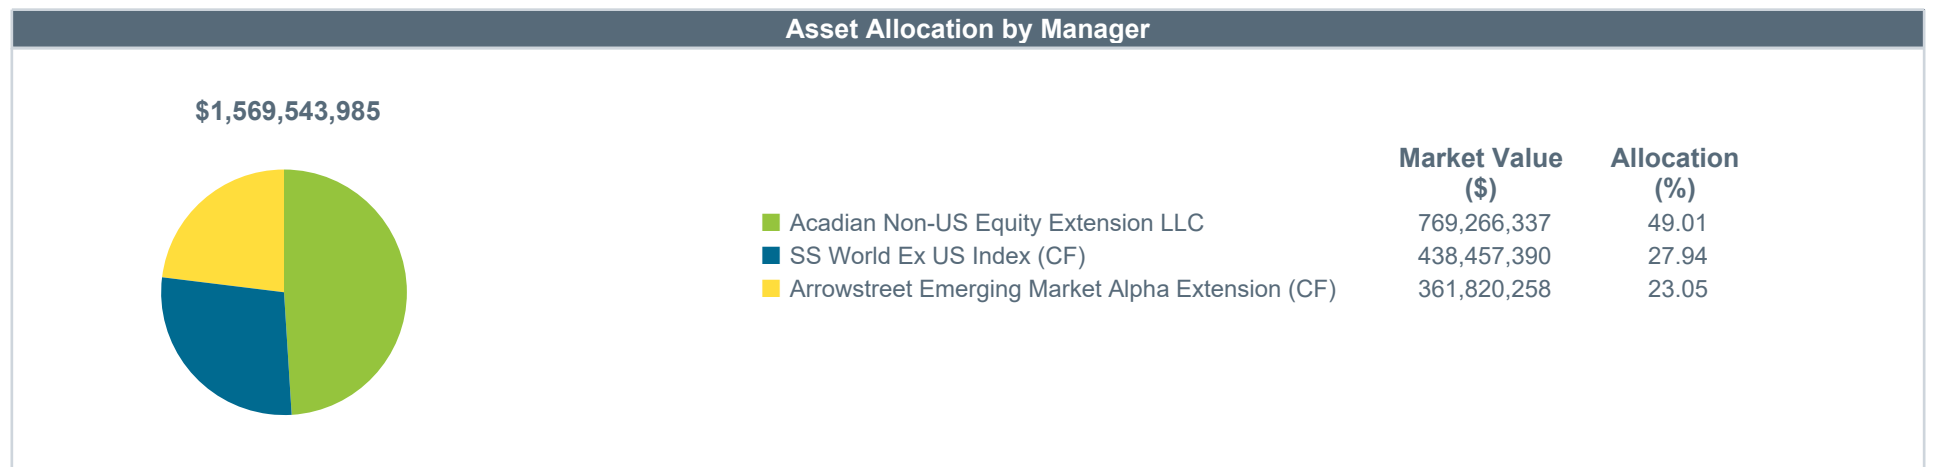 Asset Allocation by Manager
$1,569,543,985
Market Value Allocation
($) (%)
Acadian Non-US Equity Extension LLC 769,266,337 49.01
SS World Ex US Index (CF) 438,457,390 27.94
Arrowstreet Emerging Market Alpha Extension (CF) 361,820,258 23.05